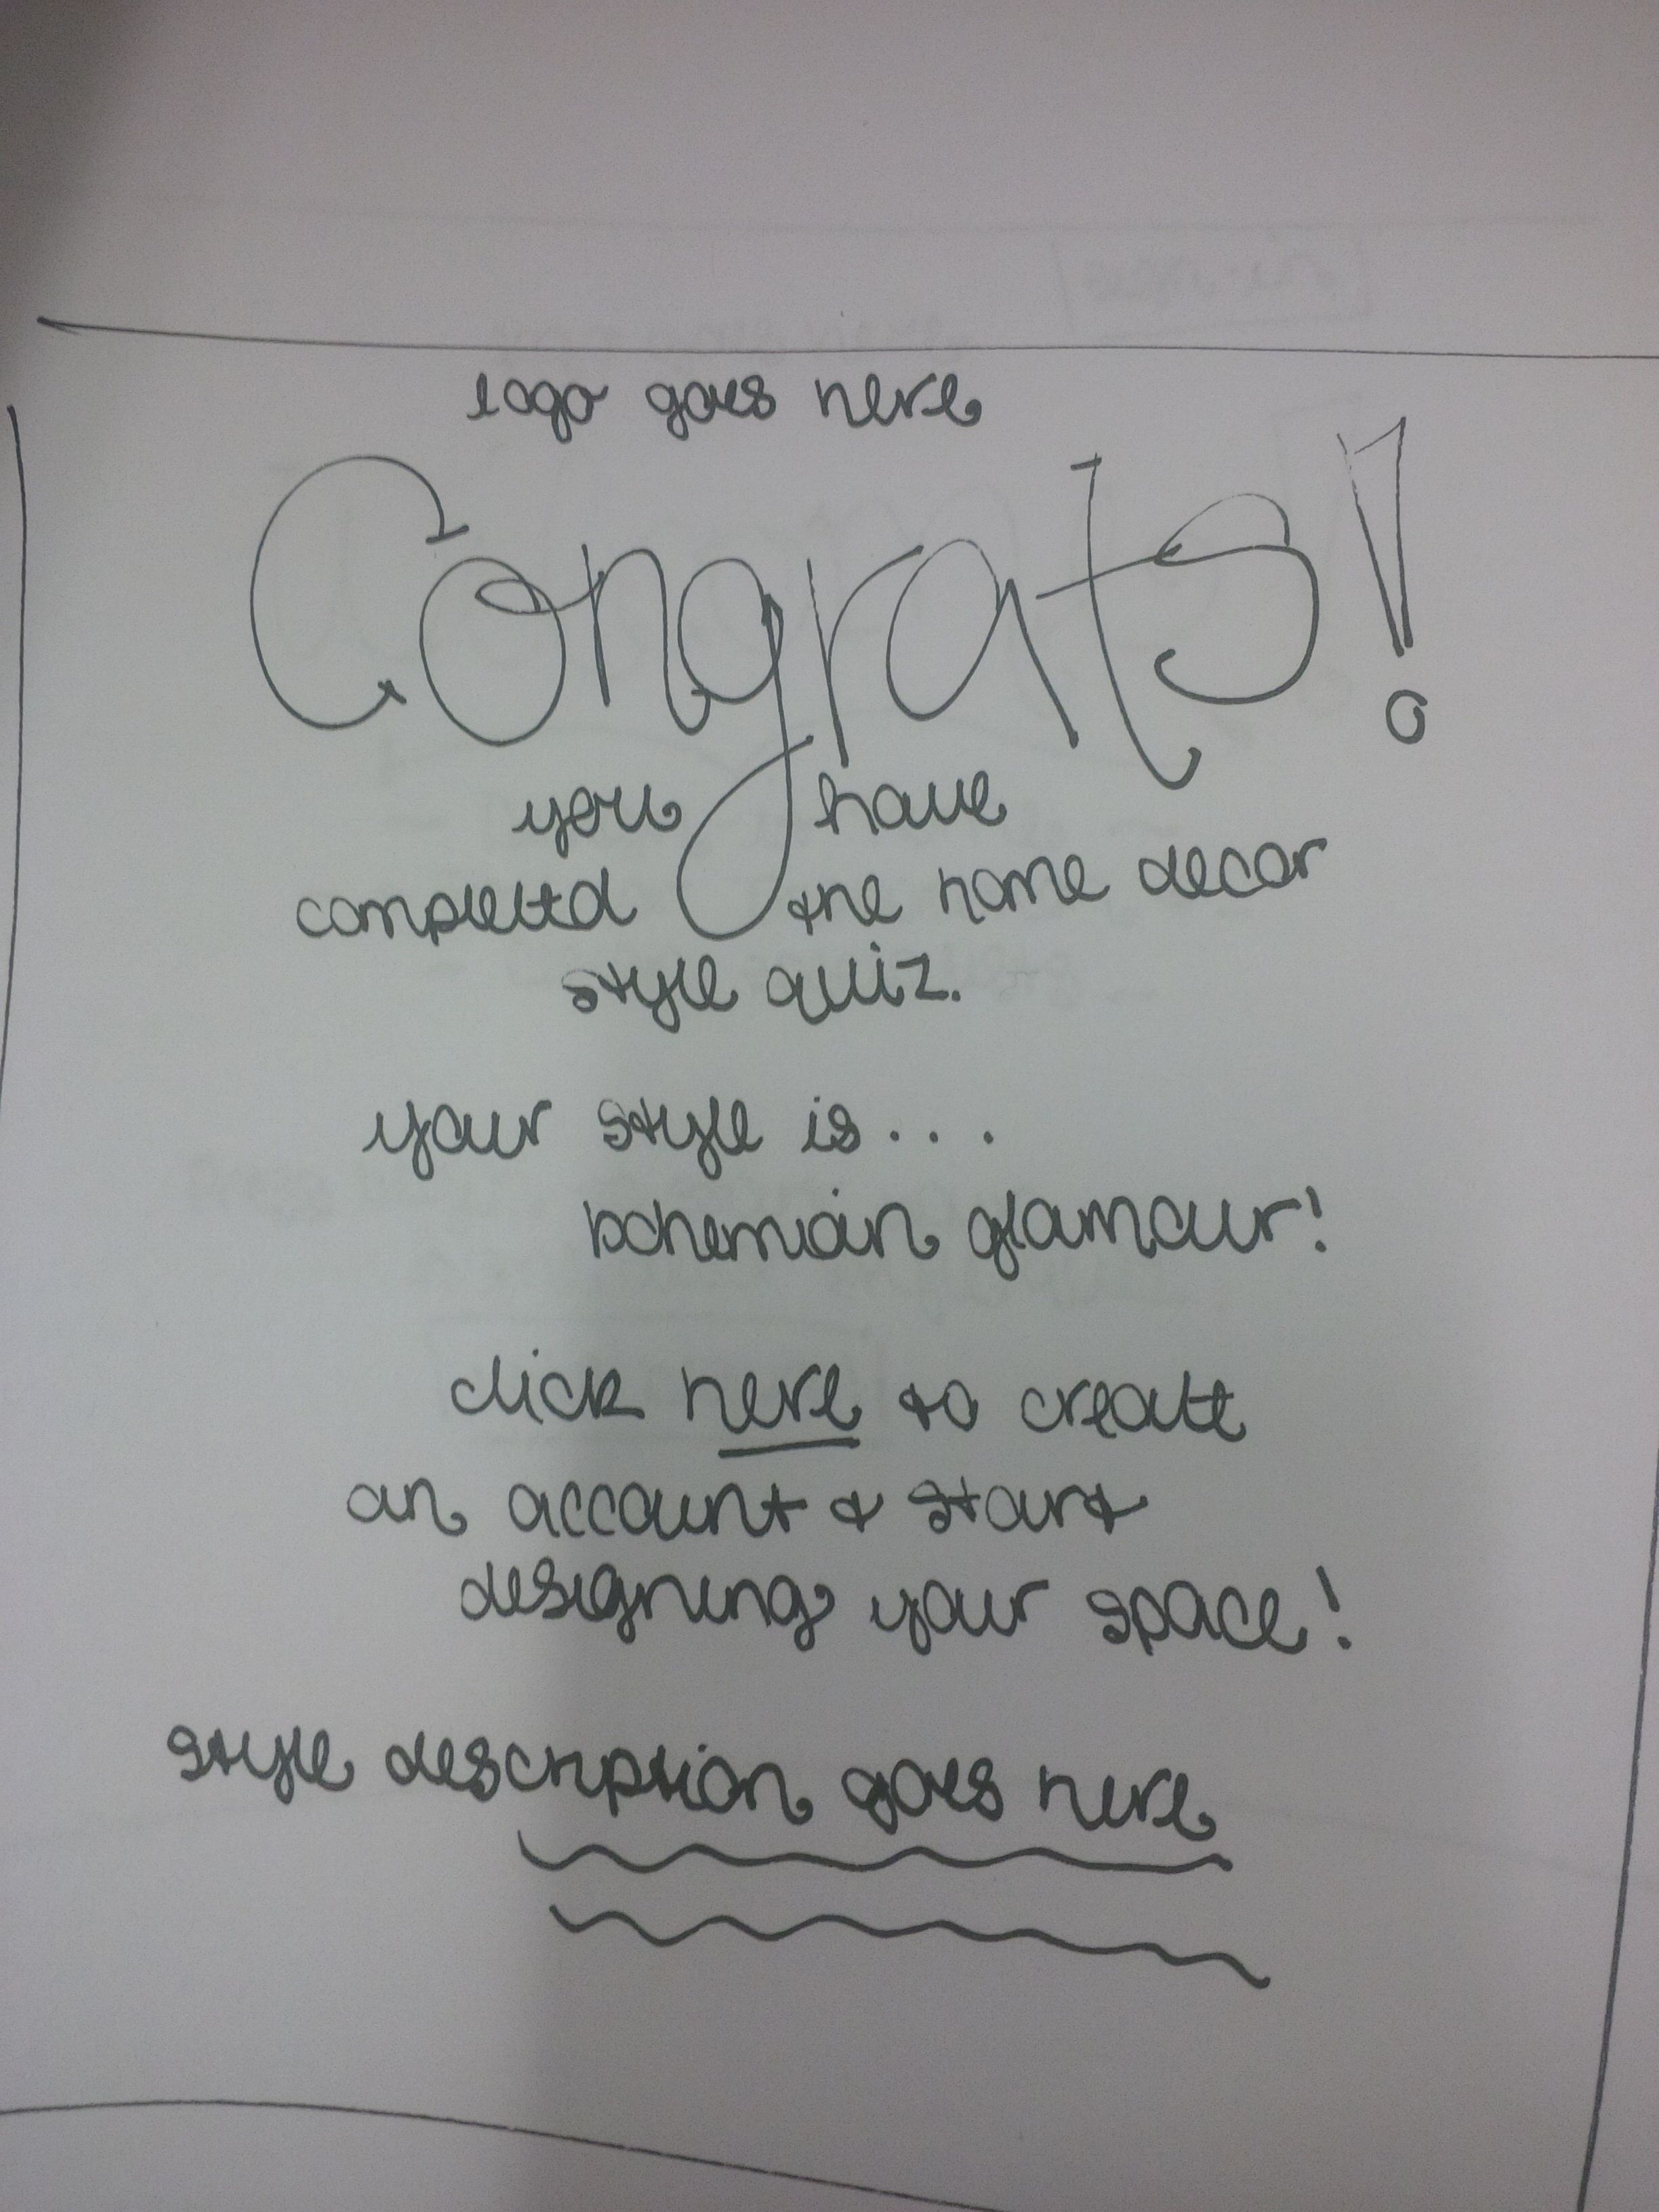 logo goes here
Congrats!
you have
completed the home decor
style quiz.
your style is...
bohemian glamour!
click here to create
an account & start
designing your space!
style description goes here